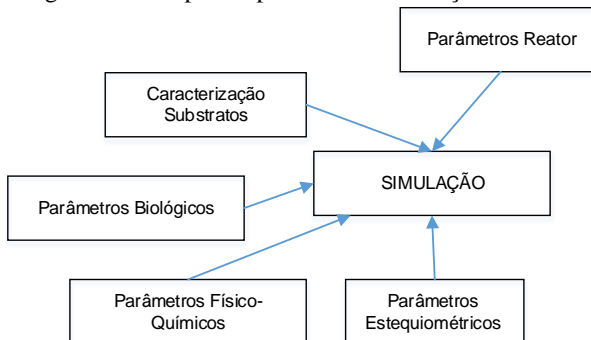 Parâmetros Reator
Caracterização
Substratos
SIMULAÇÃO
Parâmetros Biológicos
Parâmetros Físico-
Químicos
Parâmetros
Estequiométricos